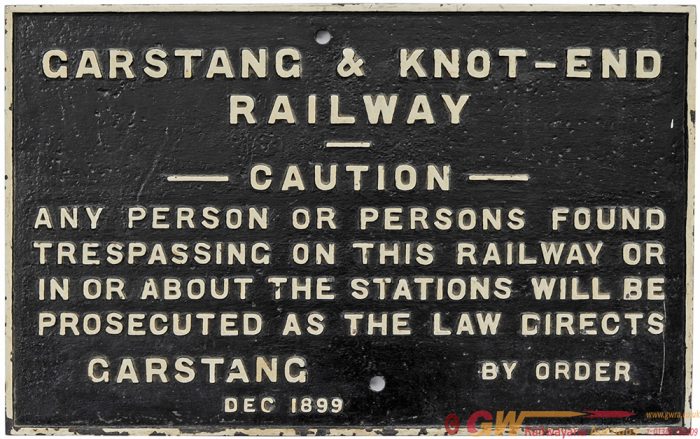 GARSTANG & KNOT-END
RAILWAY
CAUTION
ANY PERSON OR PERSONS FOUND
TRESPASSING ON THIS RAILWAY OR
IN OR ABOUT THE STATIONS WILL BE
PROSECUTED AS THE LAW DIRECTS
GARSTANG BY ORDER
DEC 1899
GW